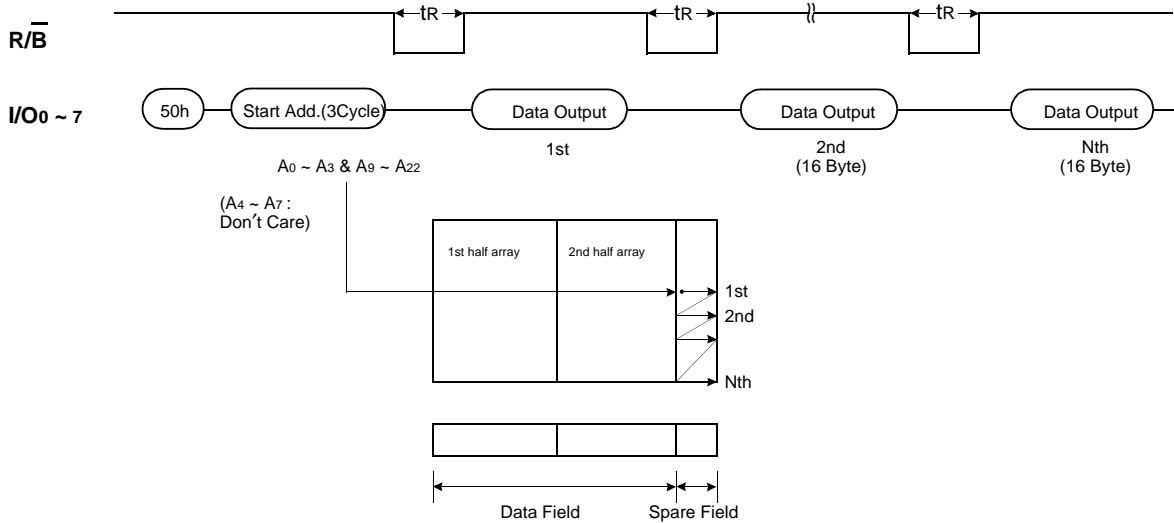 R/B tR tR tR
I/O0 ~ 7 50h Start Add.(3Cycle) Data Output Data Output Data Output
1st 2nd Nth
(16 Byte) (16 Byte)
A0 ~ A3 & A9 ~ A22
(A4 ~ A7 :
Don′t Care)
1st half array 2nd half array
1st
2nd
Nth
Data Field Spare Field